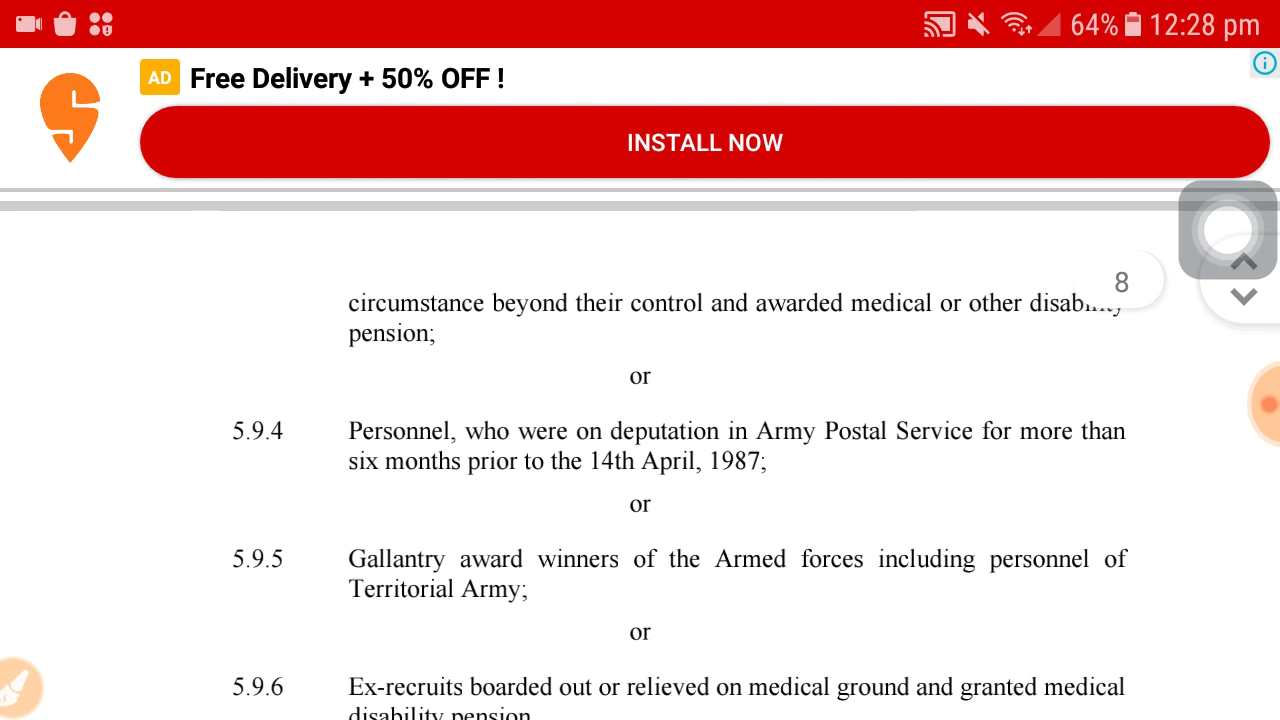 64% 12:28 pm
AD Free Delivery + 50% OFF !
INSTALL NOW
8
circumstance beyond their control and awarded medical or other disability
pension;
or
5.9.4 Personnel, who were on deputation in Army Postal Service for more than
six months prior to the 14th April, 1987;
or
5.9.5 Gallantry award winners of the Armed forces including personnel of
Territorial Army;
or
5.9.6 Ex-recruits boarded out or relieved on medical ground and granted medical
disability pension